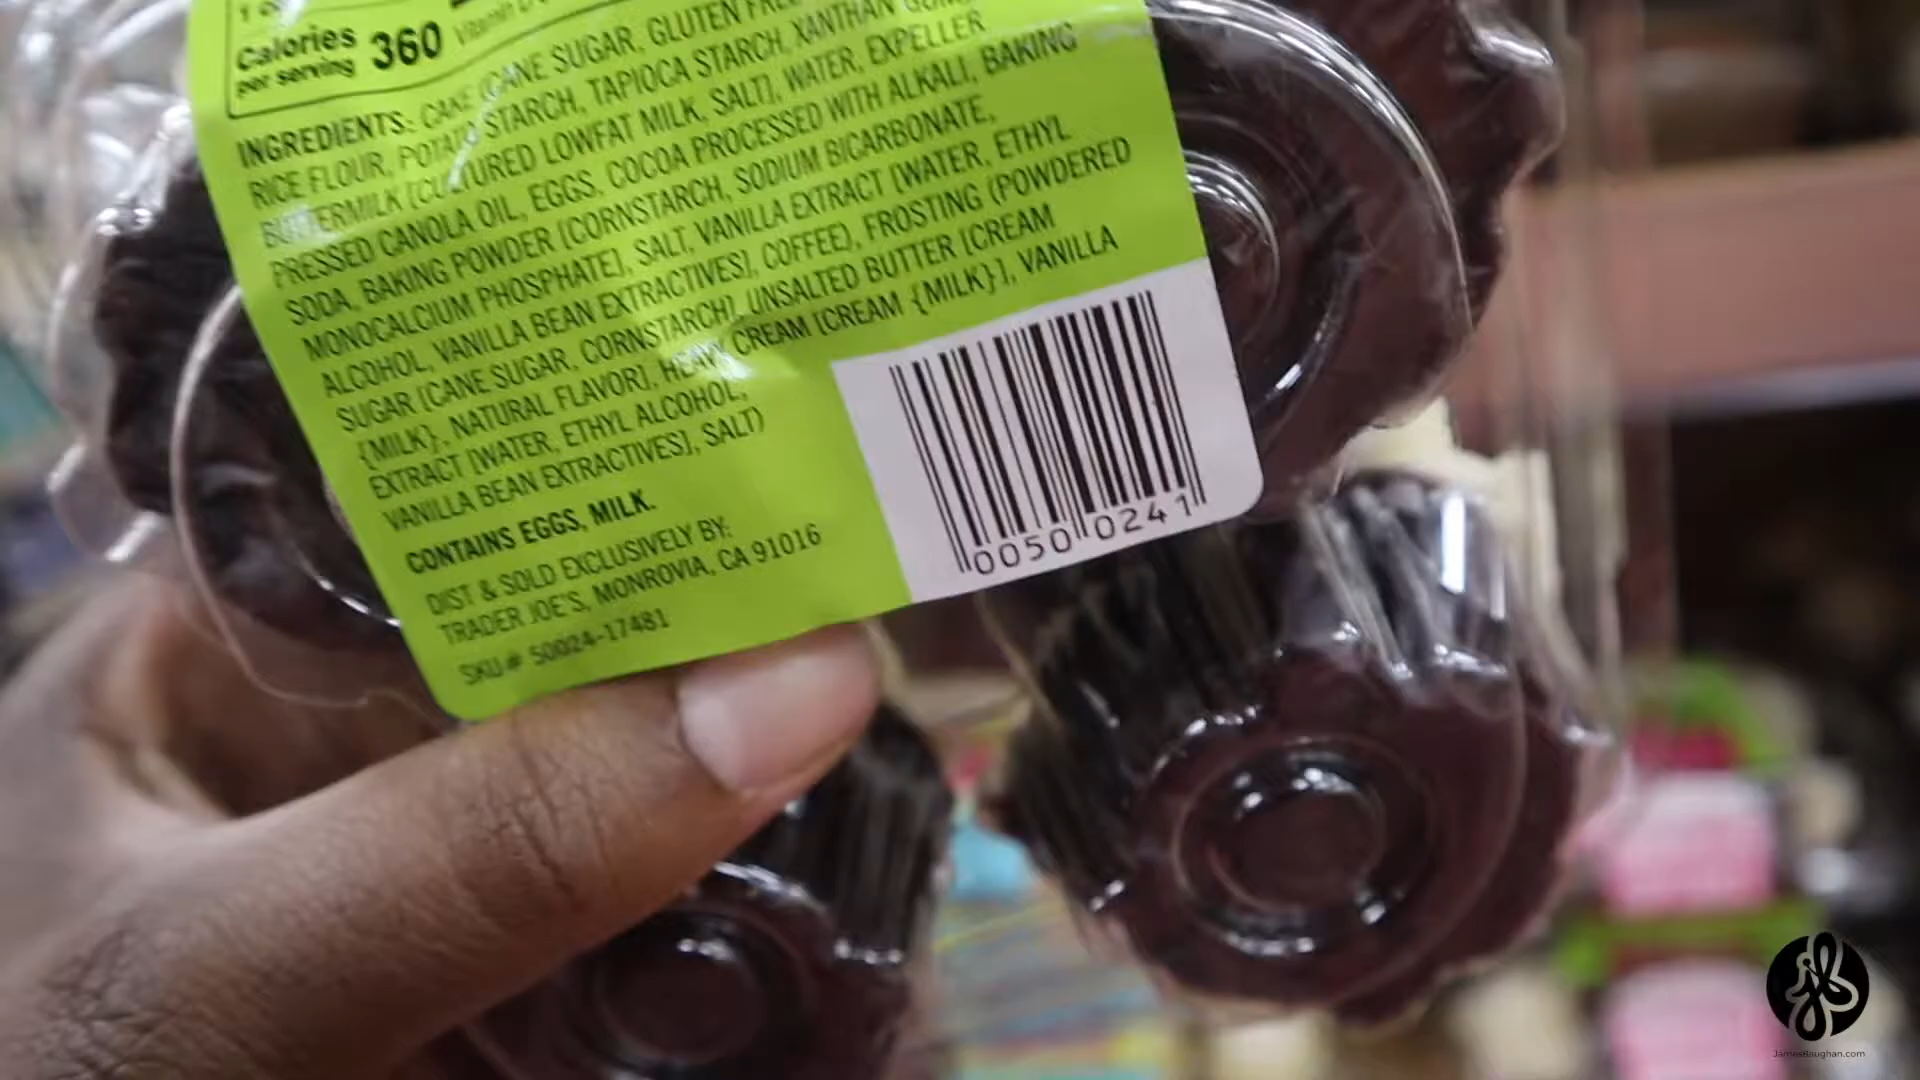 Calories
per serving 360
INGREDIENTS: CAKE (CANE SUGAR, GLUTEN FREE
RICE FLOUR, POTATO STARCH, TAPIOCA STARCH, XANTHAN GUM,
BUTTERMILK [CULTURED LOWFAT MILK, SALT], WATER, EXPELLER
PRESSED CANOLA OIL, EGGS, COCOA PROCESSED WITH ALKALI, BAKING
SODA, BAKING POWDER [CORNSTARCH, SODIUM BICARBONATE,
MONOCALCIUM PHOSPHATE], SALT, VANILLA EXTRACT [WATER, ETHYL
ALCOHOL, VANILLA BEAN EXTRACTIVES], COFFEE), FROSTING (POWDERED
SUGAR [CANE SUGAR, CORNSTARCH], UNSALTED BUTTER [CREAM
{MILK}, NATURAL FLAVOR], HEAVY CREAM [CREAM {MILK}], VANILLA
EXTRACT [WATER, ETHYL ALCOHOL,
VANILLA BEAN EXTRACTIVES], SALT)
CONTAINS EGGS, MILK.
DIST & SOLD EXCLUSIVELY BY:
TRADER JOE'S, MONROVIA, CA 91016
SKU# 50024-17481
0050 0241
JamesBaughan.com